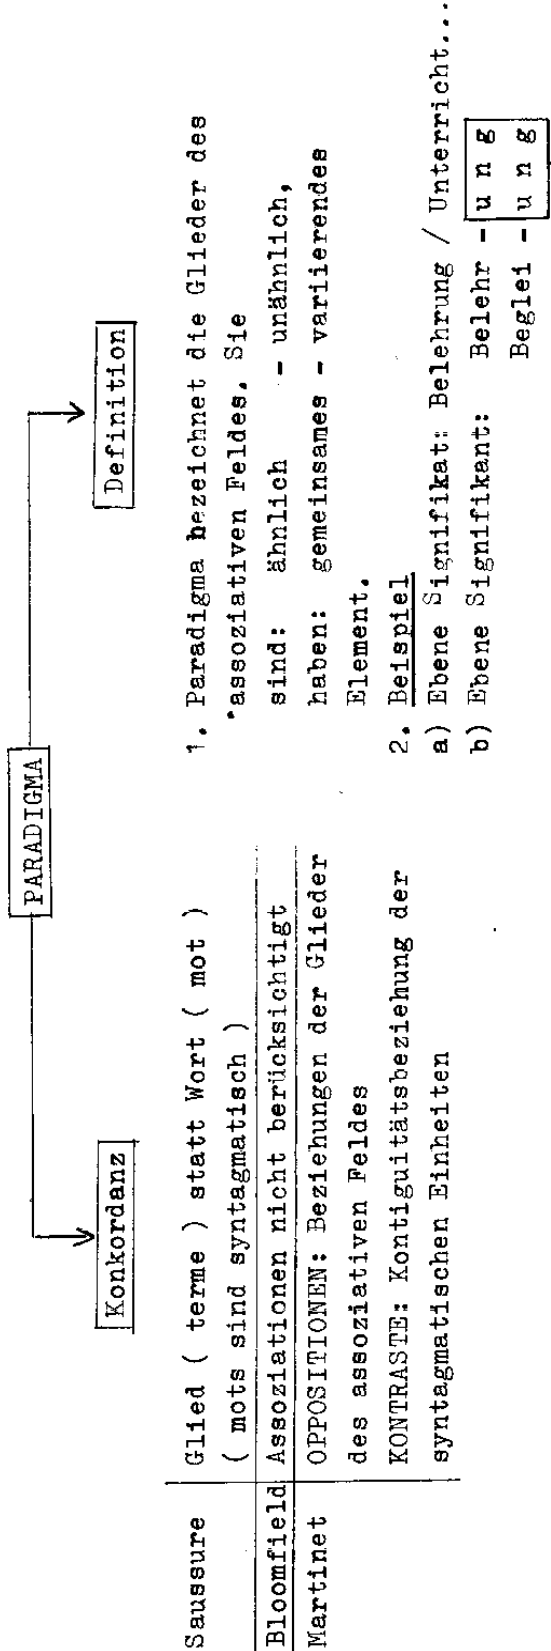 PARADIGMA
Konkordanz
Definition
Saussure Glied ( terme ) statt Wort ( mot )
( mots sind syntagmatisch )
Bloomfield Assoziationen nicht berücksichtigt
Martinet OPPOSITIONEN: Beziehungen der Glieder
des assoziativen Feldes
KONTRASTE: Kontiguitätsbeziehung der
syntagmatischen Einheiten
1. Paradigma bezeichnet die Glieder des
assoziativen Feldes. Sie
sind: ähnlich - unähnlich,
haben: gemeinsames - variierendes
Element.
2. Beispiel
a) Ebene Signifikat: Belehrung / Unterricht...
b) Ebene Signifikant: Belehr - u n g
Beglei - u n g